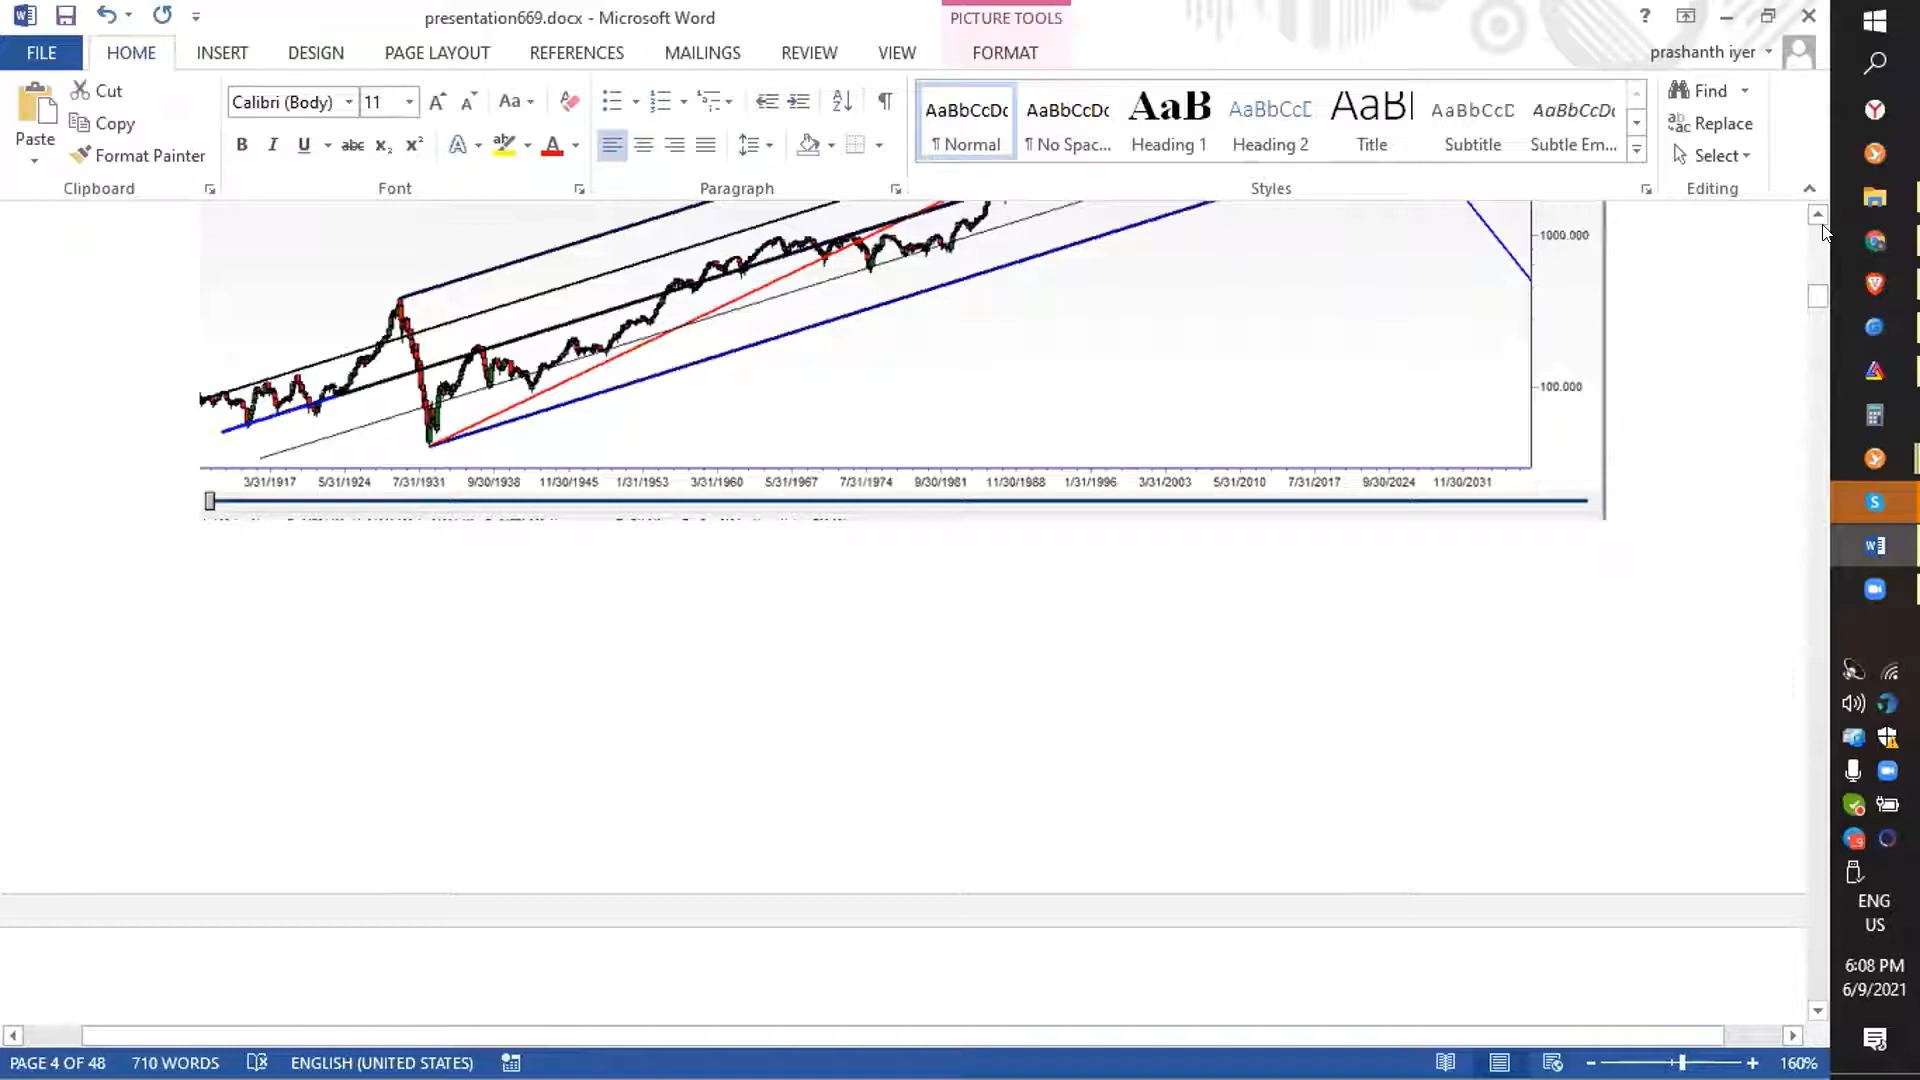 presentation669.docx - Microsoft Word
PICTURE TOOLS
FILE HOME INSERT DESIGN PAGE LAYOUT REFERENCES MAILINGS REVIEW VIEW FORMAT
prashanth iyer
Paste
Cut
Copy
Format Painter
Clipboard
Calibri (Body) 11
Font
Paragraph
AaBbCcDc AaBbCcDc AaB AaBbCcE AaB AaBbCcD AaBbCcDc
¶ Normal ¶ No Spac... Heading 1 Heading 2 Title Subtitle Subtle Em...
Styles
Find
Replace
Select
Editing
1000.000
100.000
3/31/1917 5/31/1924 7/31/1931 9/30/1938 11/30/1945 1/31/1953 3/31/1960 5/31/1967 7/31/1974 9/30/1981 11/30/1988 1/31/1996 3/31/2003 5/31/2010 7/31/2017 9/30/2024 11/30/2031
ENG
US
6:08 PM
6/9/2021
PAGE 4 OF 48 710 WORDS ENGLISH (UNITED STATES) 160%